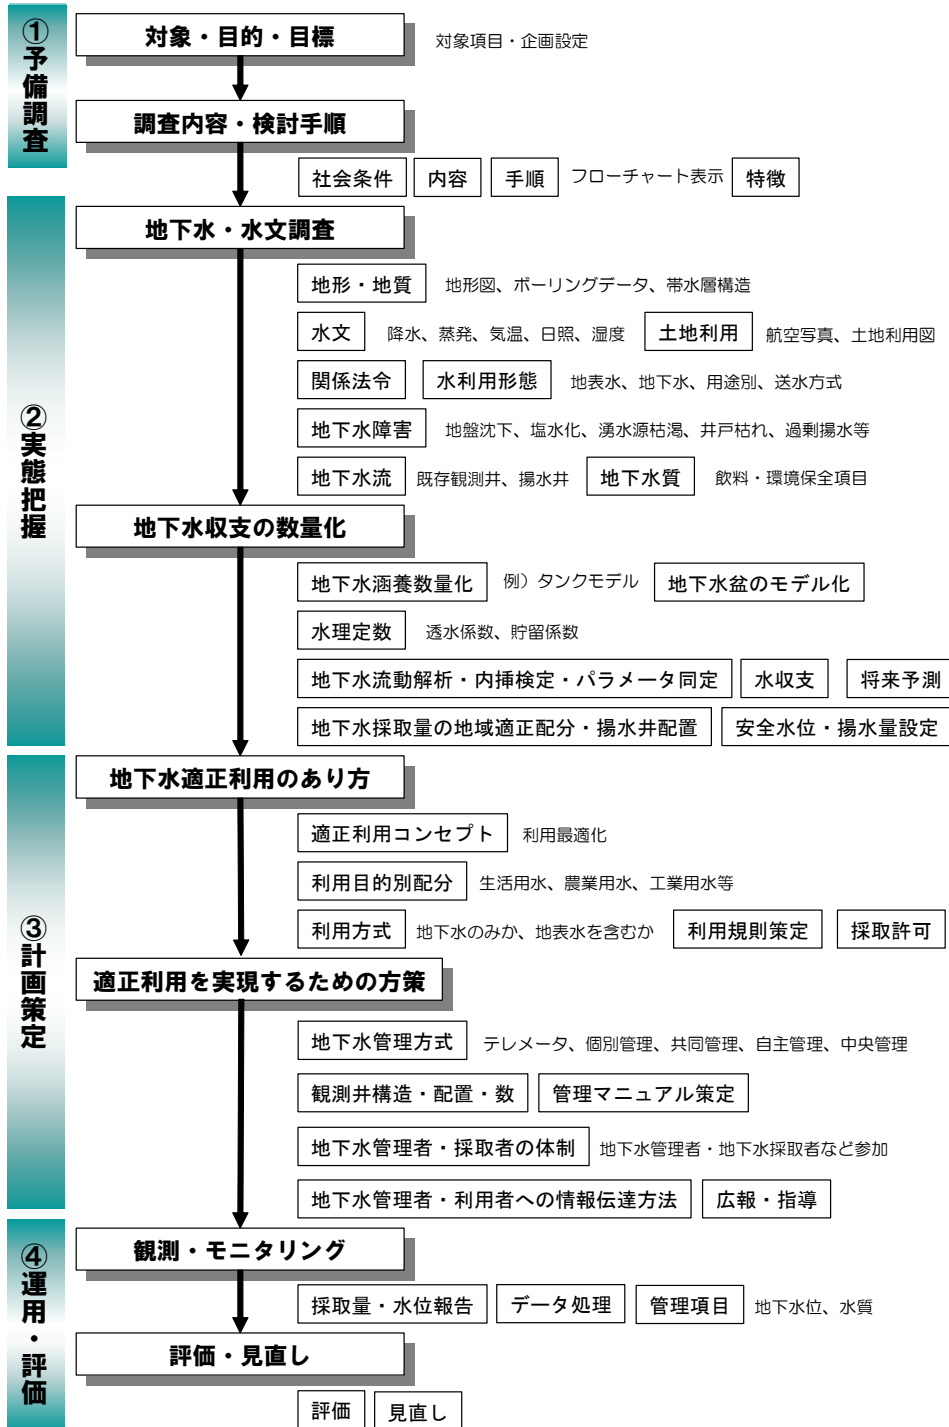 ①予備調査
対象・目的・目標 対象項目・企画設定
調査内容・検討手順
社会条件 内容 手順 フローチャート表示 特徴
②実態把握
地下水・水文調査
地形・地質 地形図、ボーリングデータ、帯水層構造
水文 降水、蒸発、気温、日照、湿度 土地利用 航空写真、土地利用図
関係法令 水利用形態 地表水、地下水、用途別、送水方式
地下水障害 地盤沈下、塩水化、湧水源枯渇、井戸枯れ、過剰揚水等
地下水流 既存観測井、揚水井 地下水質 飲料・環境保全項目
地下水収支の数量化
地下水涵養数量化 例）タンクモデル 地下水盆のモデル化
水理定数 透水係数、貯留係数
地下水流動解析・内挿検定・パラメータ同定 水収支 将来予測
地下水採取量の地域適正配分・揚水井配置 安全水位・揚水量設定
③計画策定
地下水適正利用のあり方
適正利用コンセプト 利用最適化
利用目的別配分 生活用水、農業用水、工業用水等
利用方式 地下水のみか、地表水を含むか 利用規則策定 採取許可
適正利用を実現するための方策
地下水管理方式 テレメータ、個別管理、共同管理、自主管理、中央管理
観測井構造・配置・数 管理マニュアル策定
地下水管理者・採取者の体制 地下水管理者・地下水採取者など参加
地下水管理者・利用者への情報伝達方法 広報・指導
④運用・評価
観測・モニタリング
採取量・水位報告 データ処理 管理項目 地下水位、水質
評価・見直し
評価 見直し